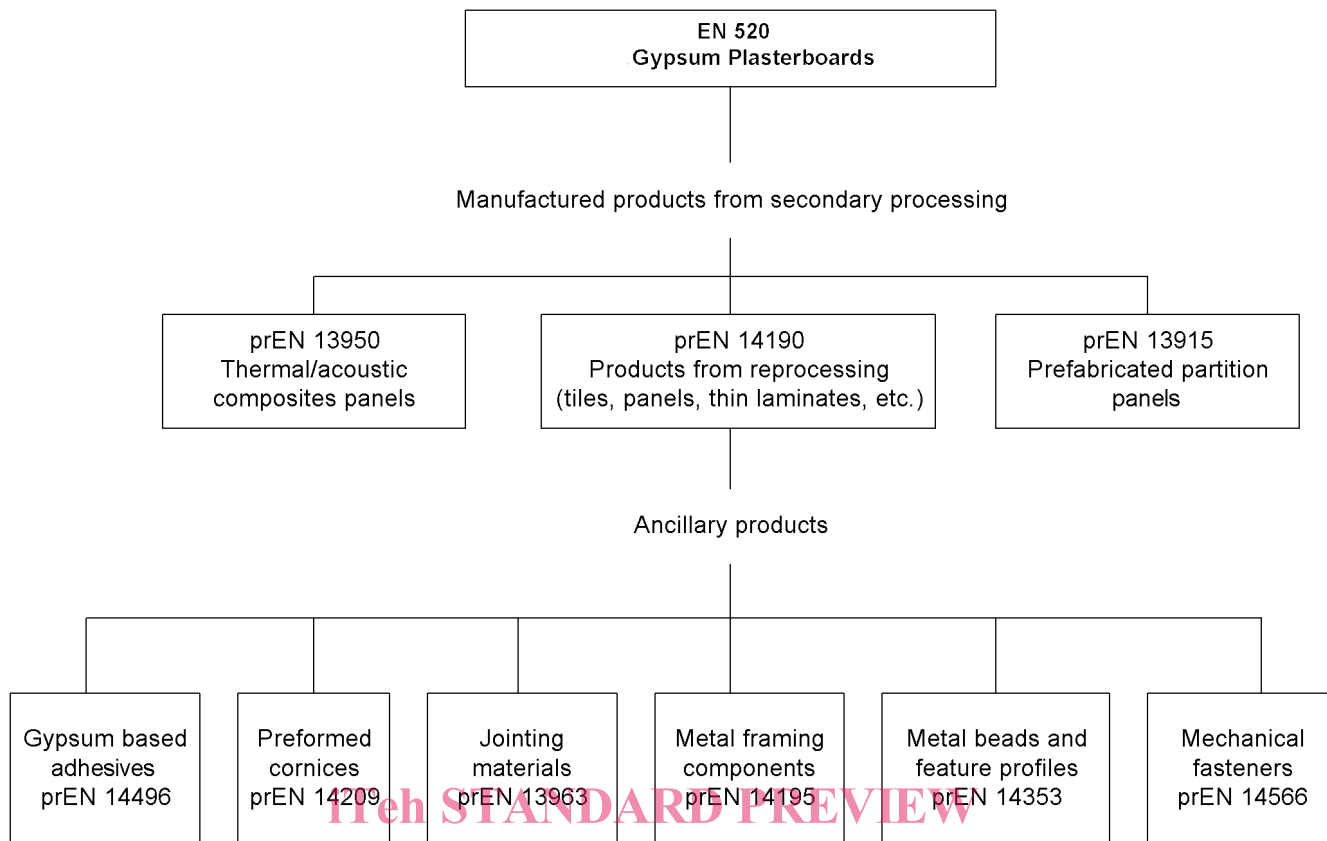 EN 520
Gypsum Plasterboards
Manufactured products from secondary processing
prEN 13950
Thermal/acoustic
composites panels
prEN 14190
Products from reprocessing
(tiles, panels, thin laminates, etc.)
prEN 13915
Prefabricated partition
panels
Ancillary products
Gypsum based
adhesives
prEN 14496
Preformed
cornices
prEN 14209
Jointing
materials
prEN 13963
Metal framing
components
prEN 14195
Metal beads and
feature profiles
prEN 14353
Mechanical
fasteners
prEN 14566
iTeh STANDARD PREVIEW